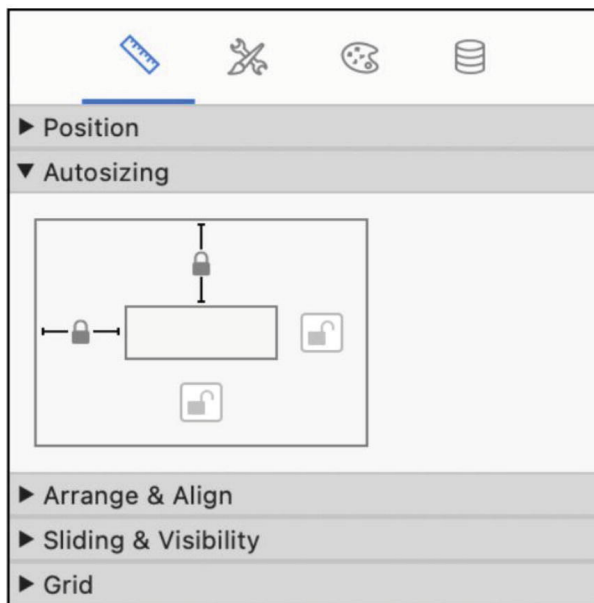 Position
Autosizing
Arrange & Align
Sliding & Visibility
Grid